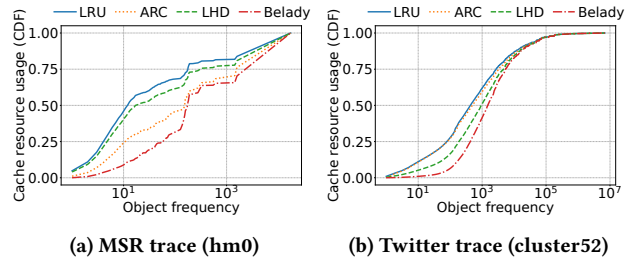 LRU ARC LHD Belady
Cache resource usage (CDF)
1.00
0.75
0.50
0.25
0.00
10¹ 10³
Object frequency
(a) MSR trace (hm0)
LRU ARC LHD Belady
Cache resource usage (CDF)
1.00
0.75
0.50
0.25
0.00
10¹ 10³ 10⁵ 10⁷
Object frequency
(b) Twitter trace (cluster52)